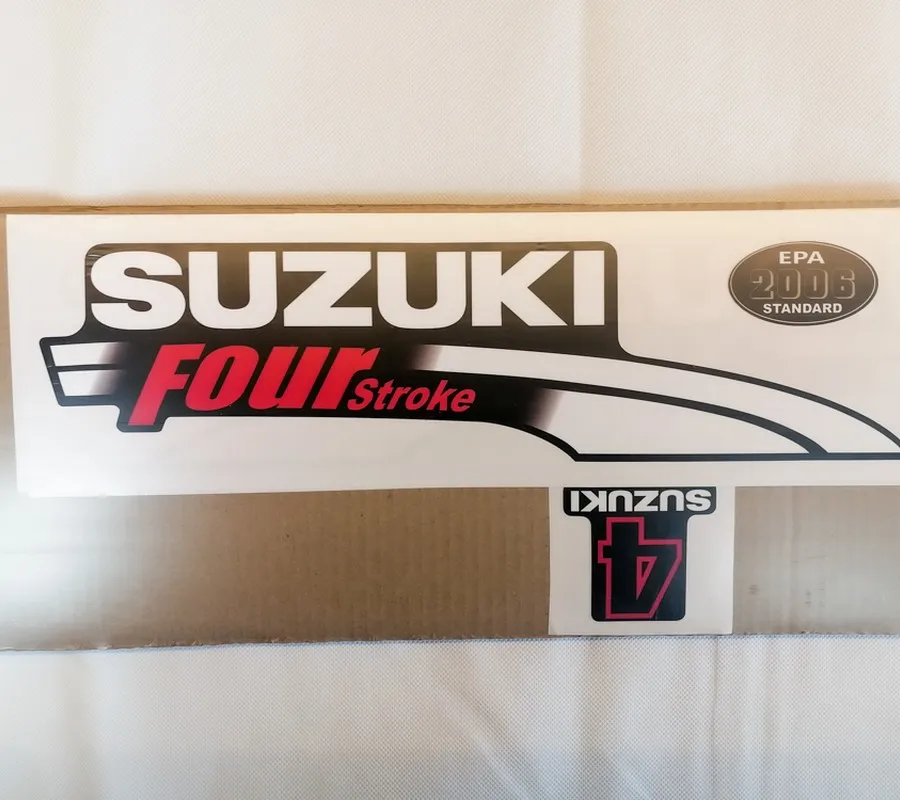 SUZUKI
Four Stroke
EPA
2006
STANDARD
SUZUKI
4